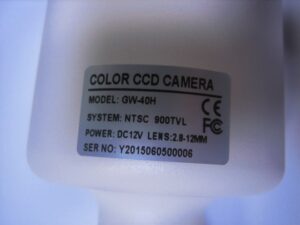 COLOR CCD CAMERA
MODEL: GW-40H
CE
SYSTEM: NTSC 900TVL
FC
POWER: DC12V LENS:2.8-12MM
SER NO: Y2015060500006